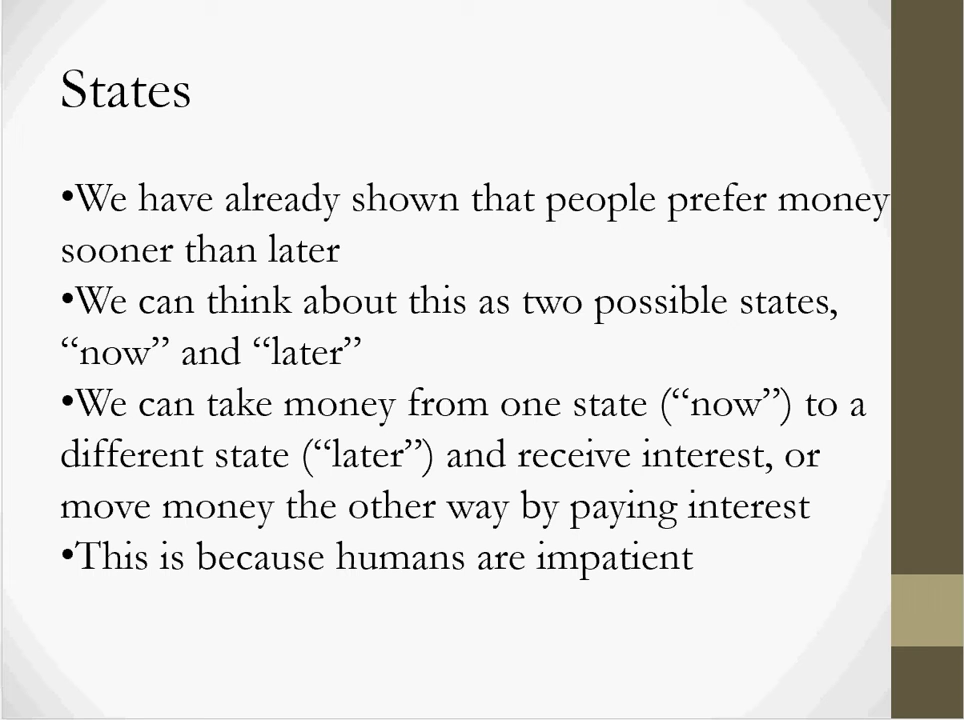 States
•We have already shown that people prefer money
sooner than later
•We can think about this as two possible states,
“now” and “later”
•We can take money from one state (“now”) to a
different state (“later”) and receive interest, or
move money the other way by paying interest
•This is because humans are impatient